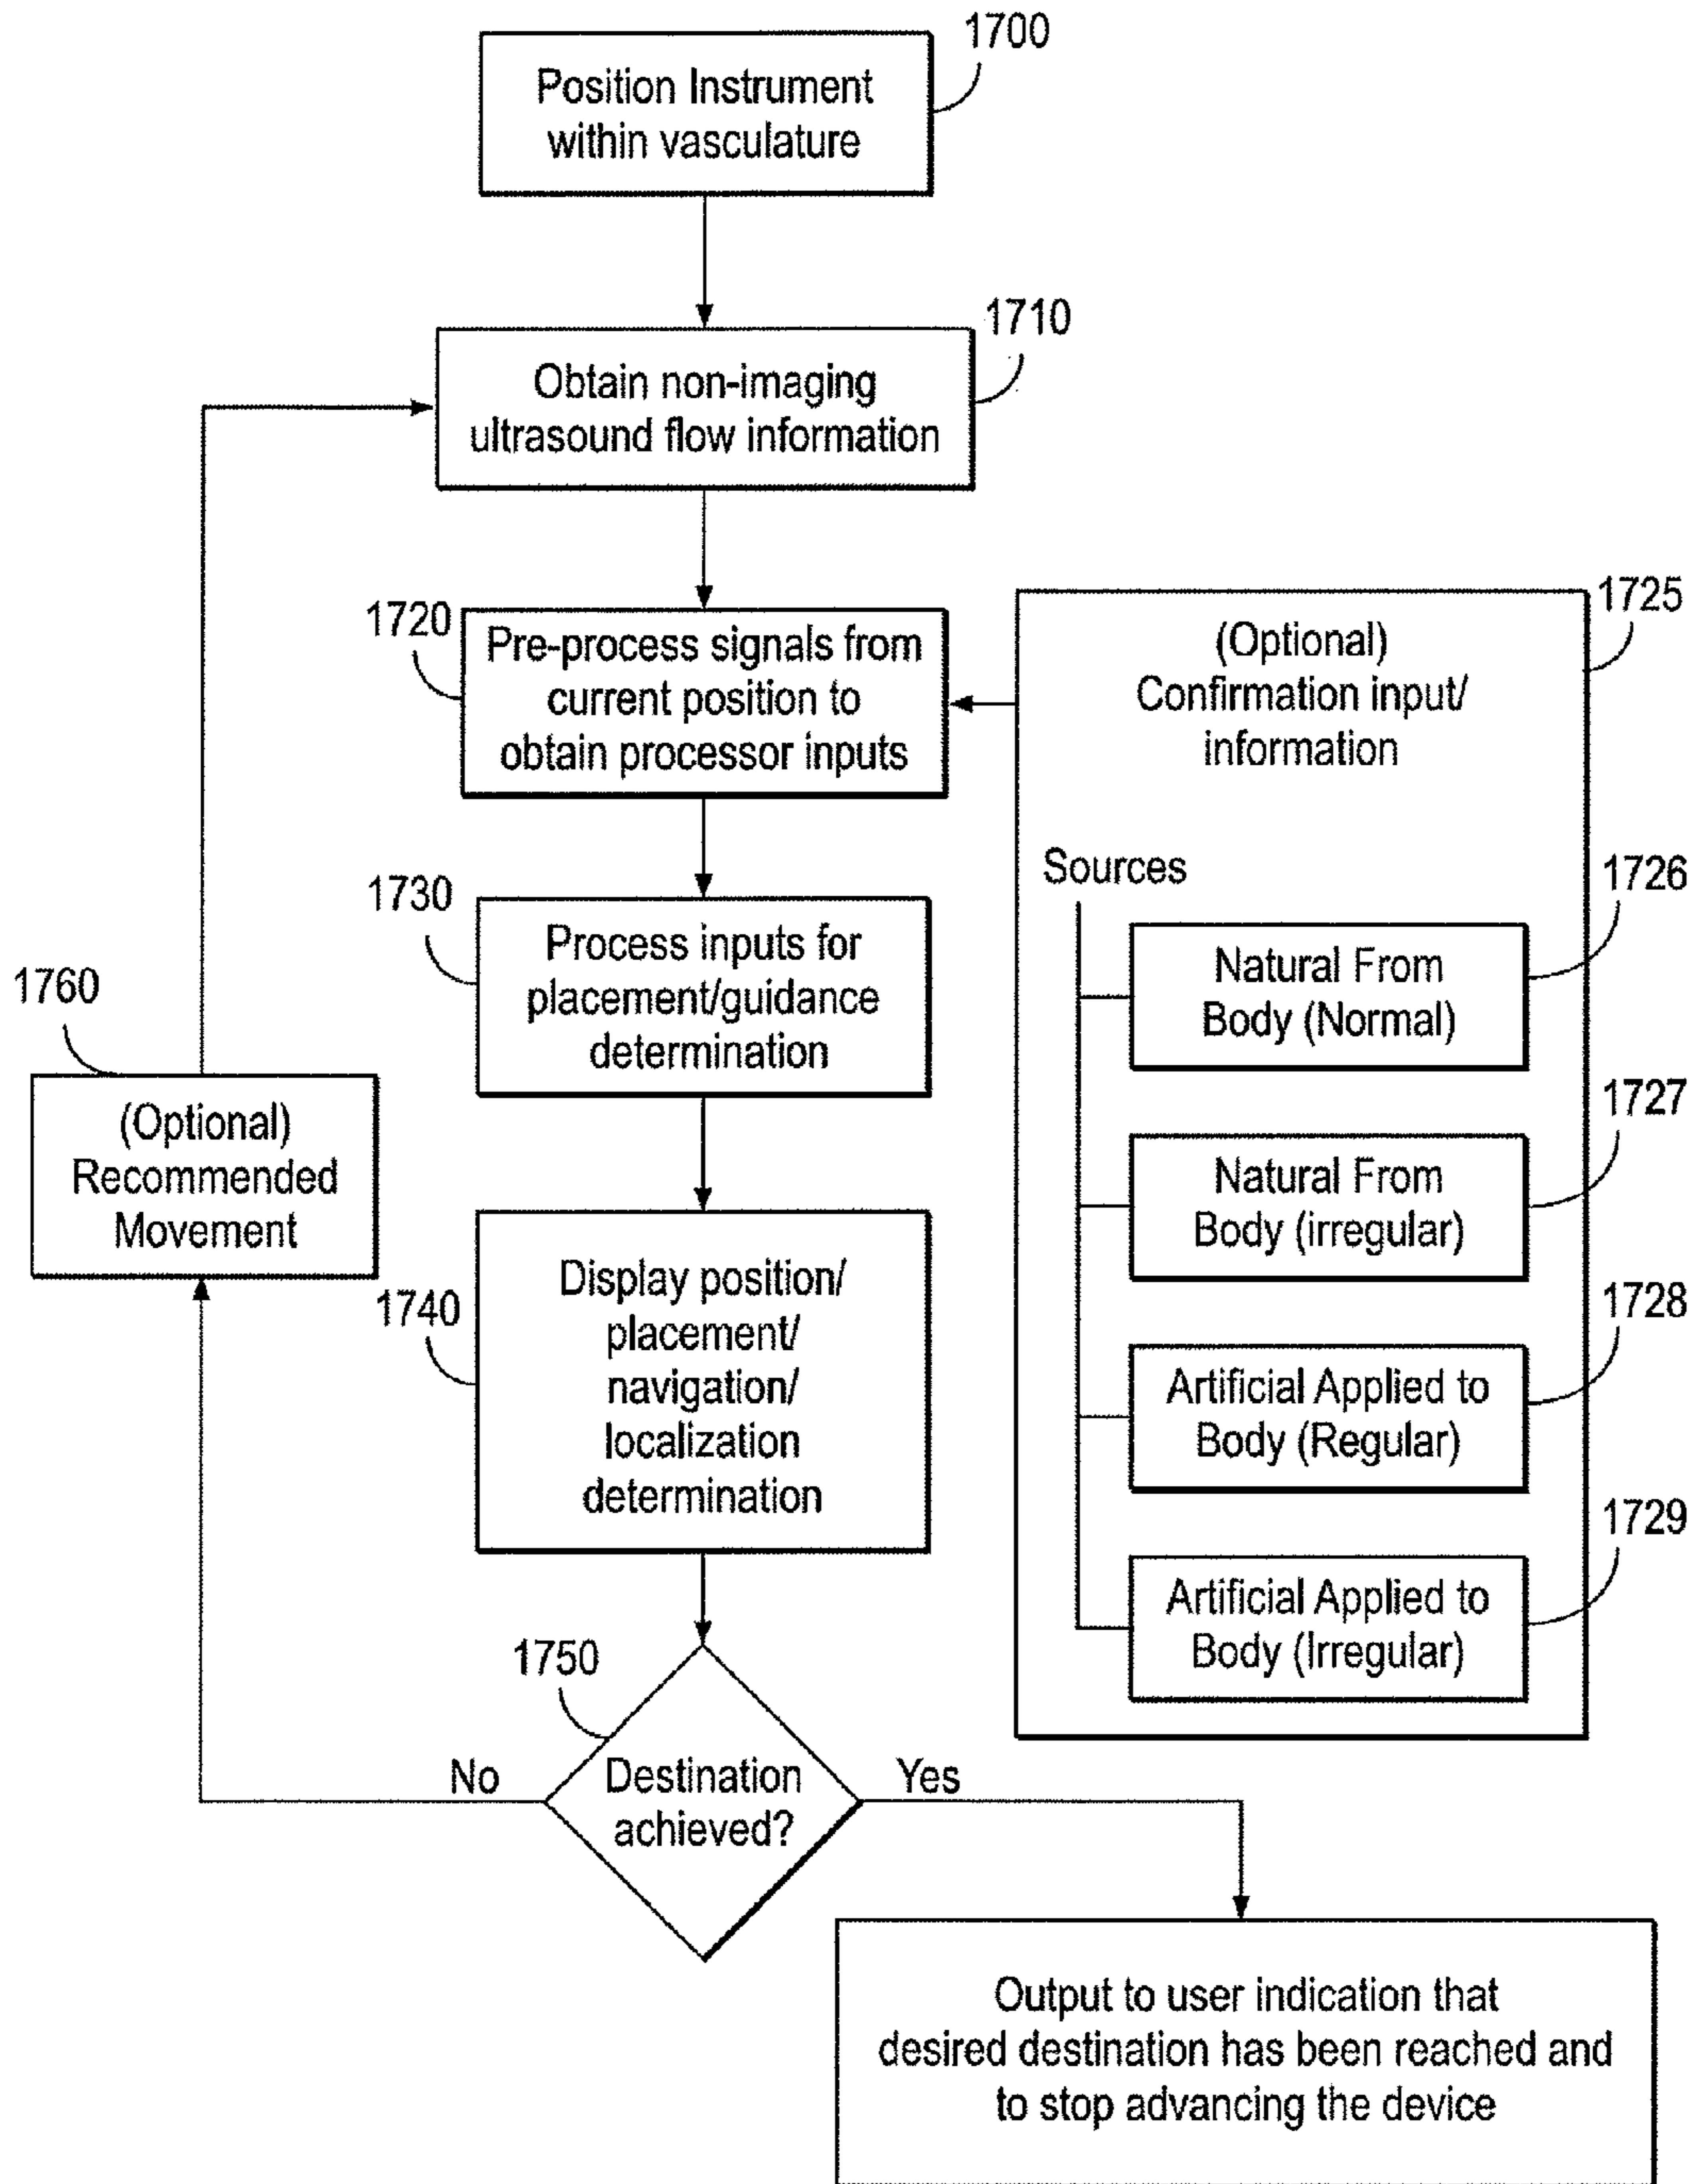 1700
Position Instrument
within vasculature
1710
Obtain non-imaging
ultrasound flow information
1720
Pre-process signals from
current position to
obtain processor inputs
1725
(Optional)
Confirmation input/
information
Sources
1726
Natural From
Body (Normal)
1727
Natural From
Body (irregular)
1728
Artificial Applied to
Body (Regular)
1729
Artificial Applied to
Body (Irregular)
1730
Process inputs for
placement/guidance
determination
1760
(Optional)
Recommended
Movement
1740
Display position/
placement/
navigation/
localization
determination
1750
Destination
achieved?
No
Yes
Output to user indication that
desired destination has been reached and
to stop advancing the device